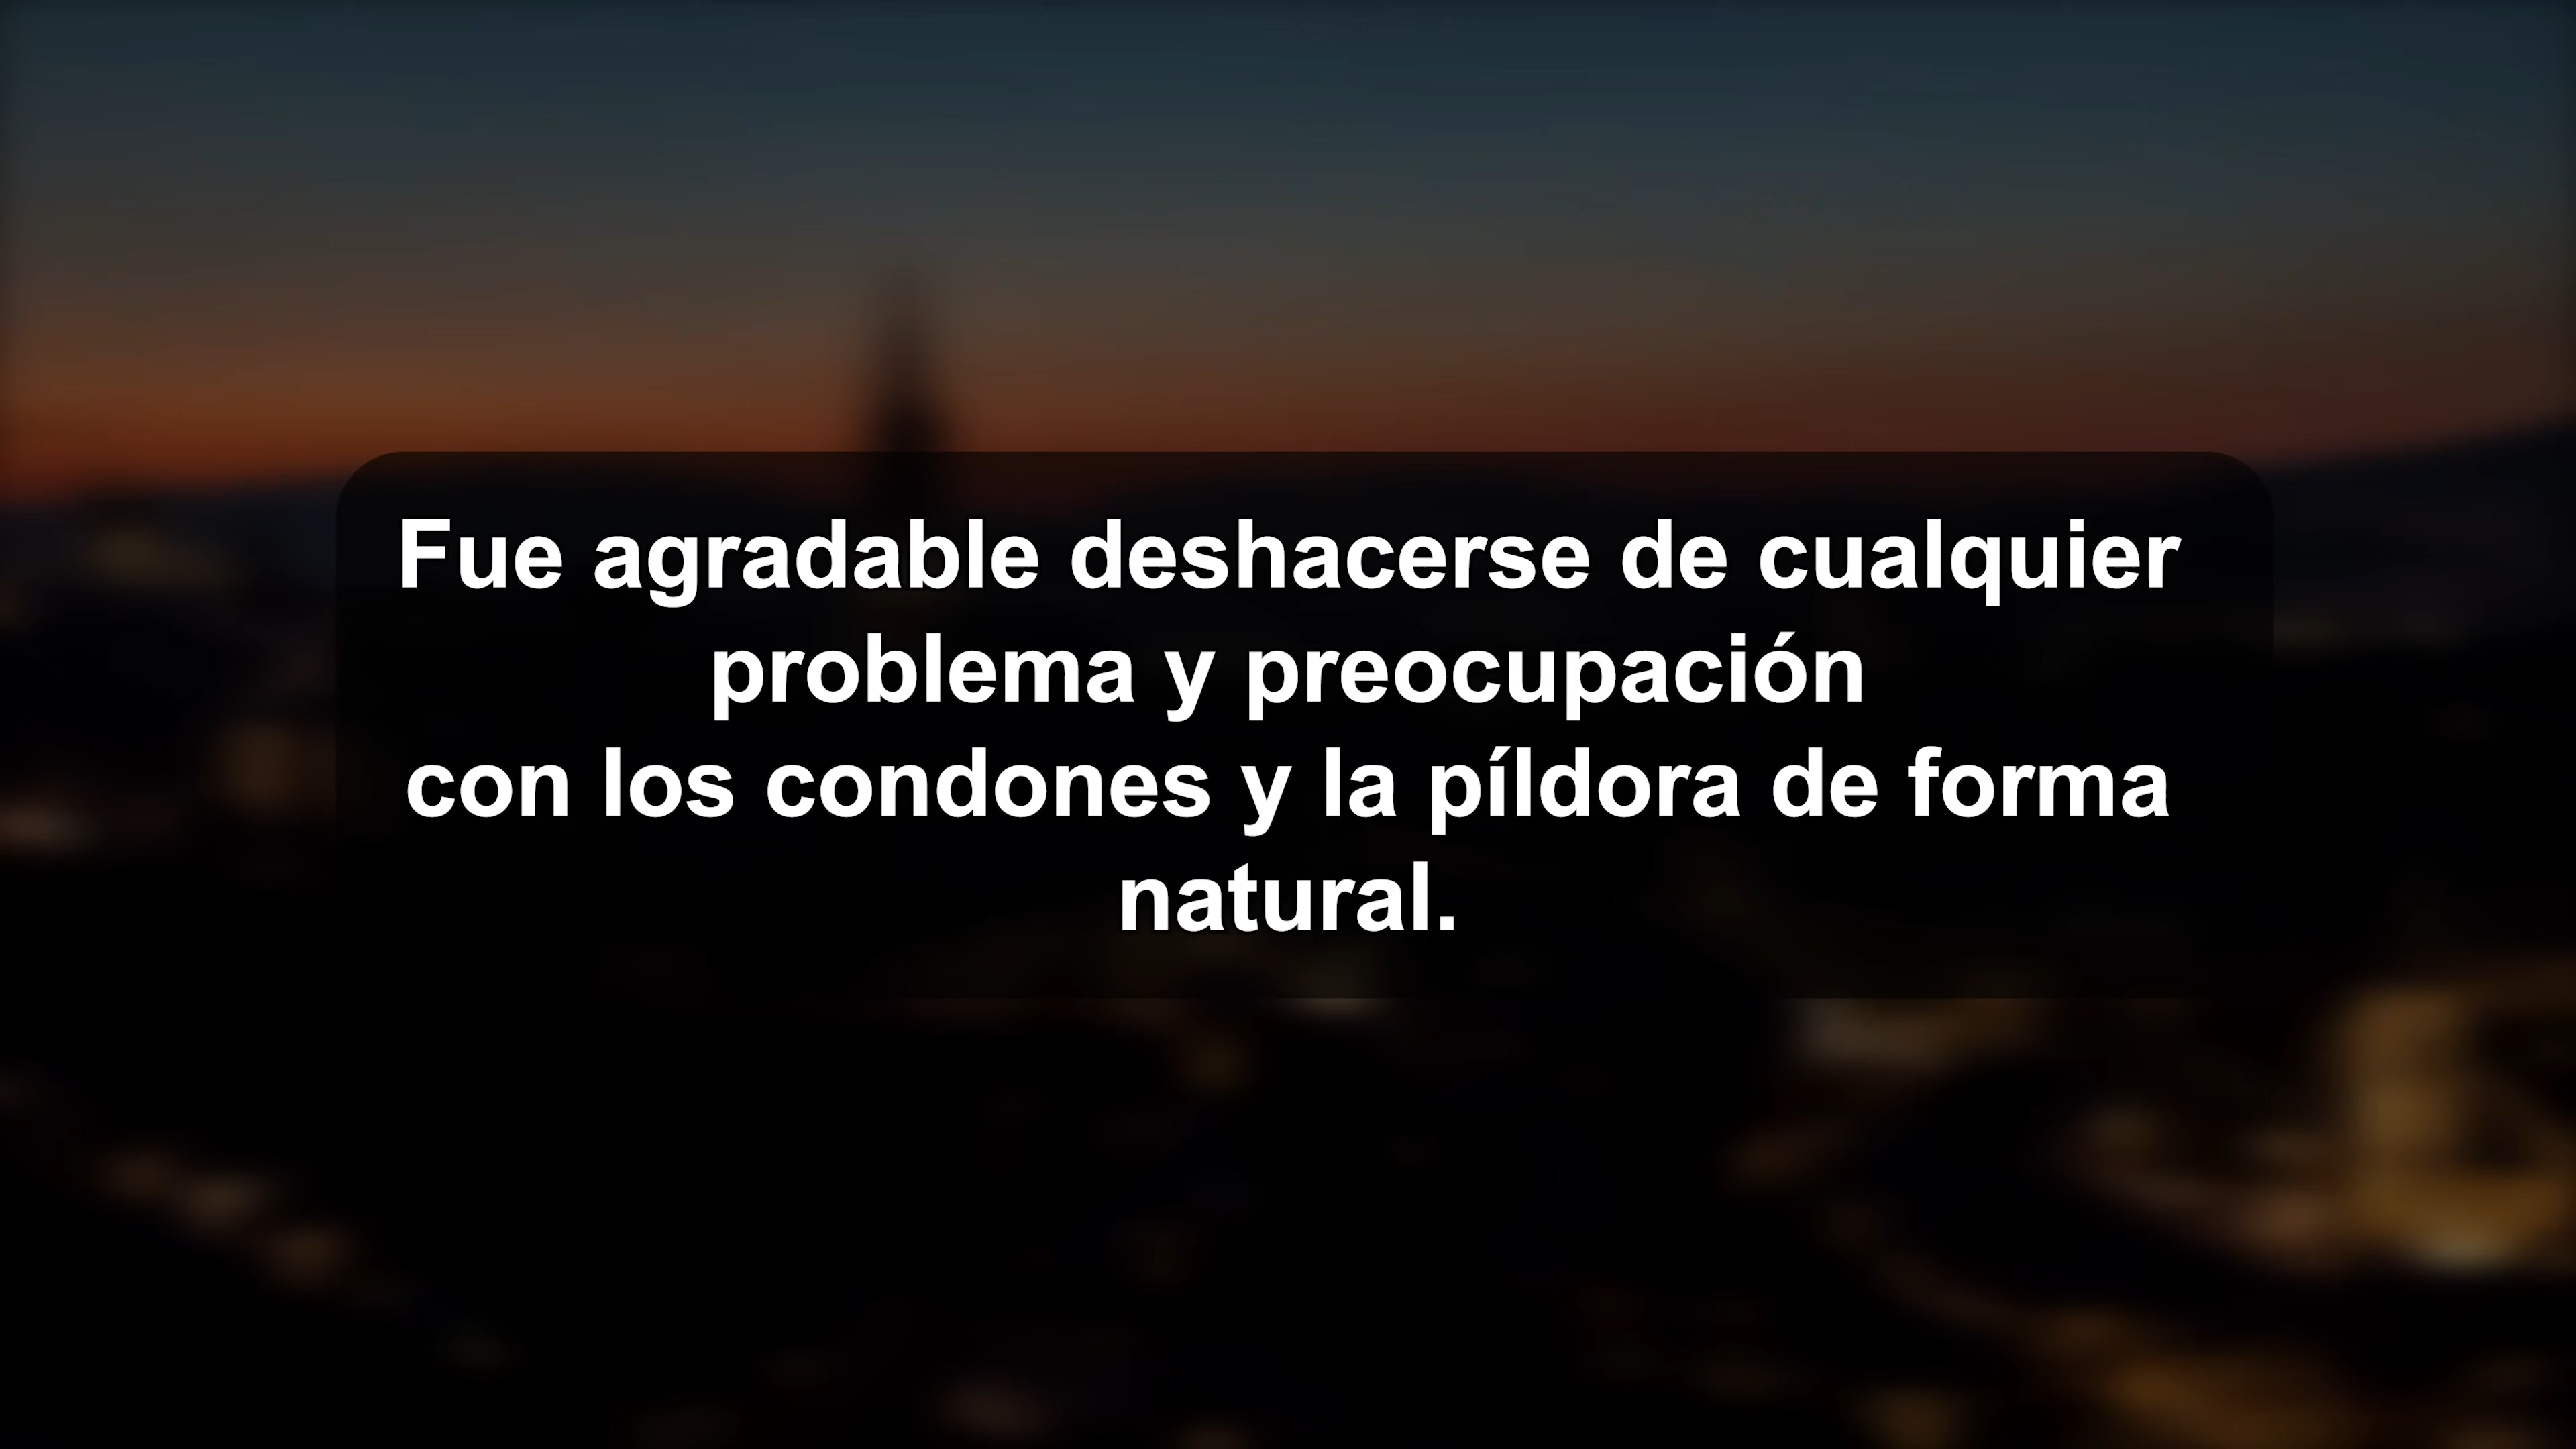 Fue agradable deshacerse de cualquier
problema y preocupación
con los condones y la píldora de forma
natural.